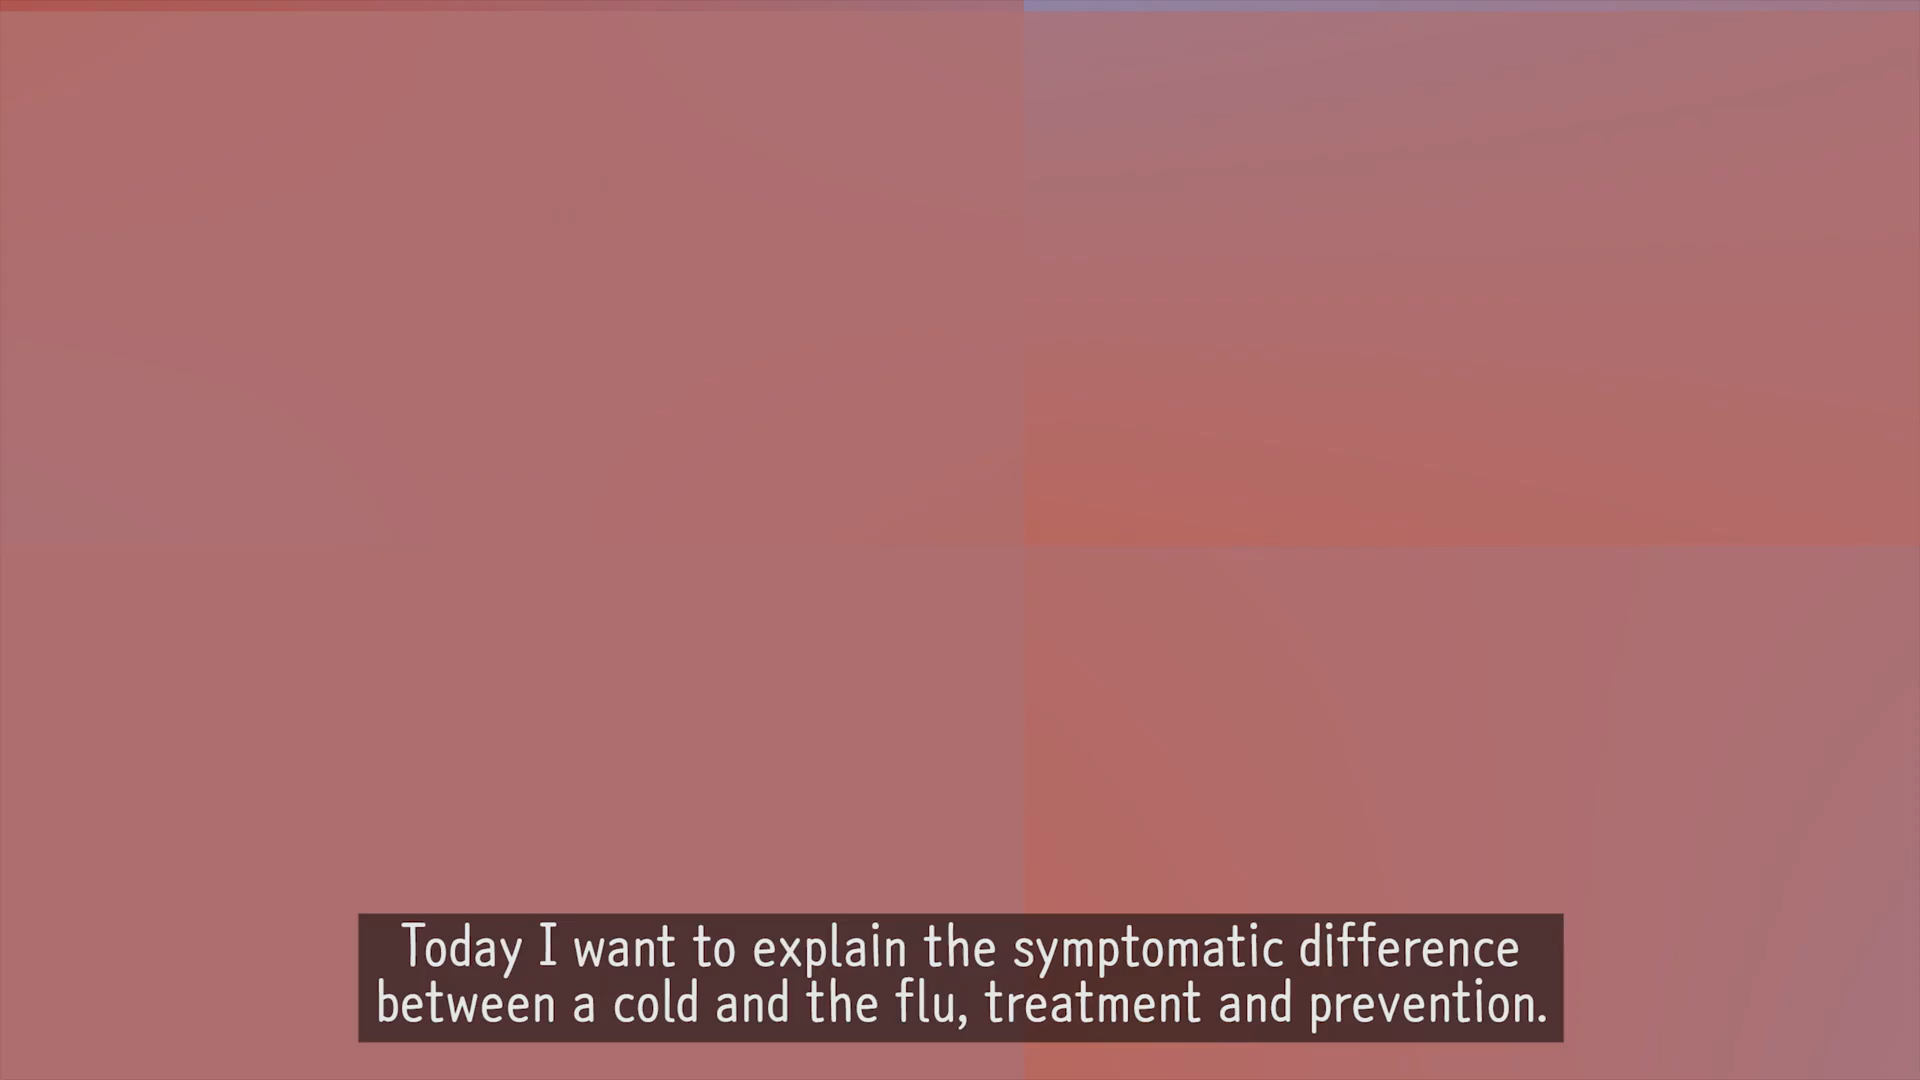 Today I want to explain the symptomatic difference
between a cold and the flu, treatment and prevention.